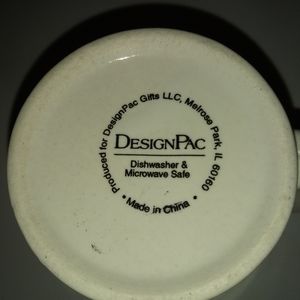 • Produced for DesignPac Gifts LLC, Melrose Park, IL 60160 •
DESIGNPAC
Dishwasher &
Microwave Safe
Made in China